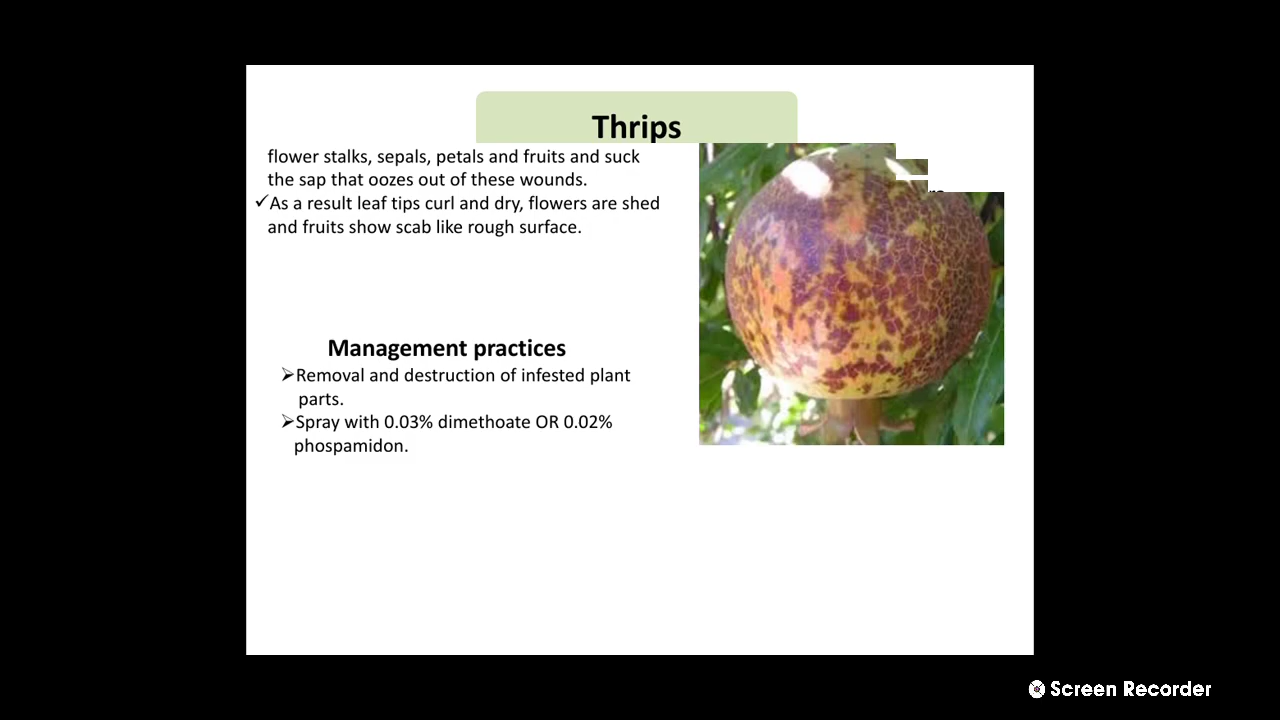 Thrips
flower stalks, sepals, petals and fruits and suck
the sap that oozes out of these wounds.
✓As a result leaf tips curl and dry, flowers are shed
and fruits show scab like rough surface.
Management practices
➢Removal and destruction of infested plant
parts.
➢Spray with 0.03% dimethoate OR 0.02%
phospamidon.
Screen Recorder